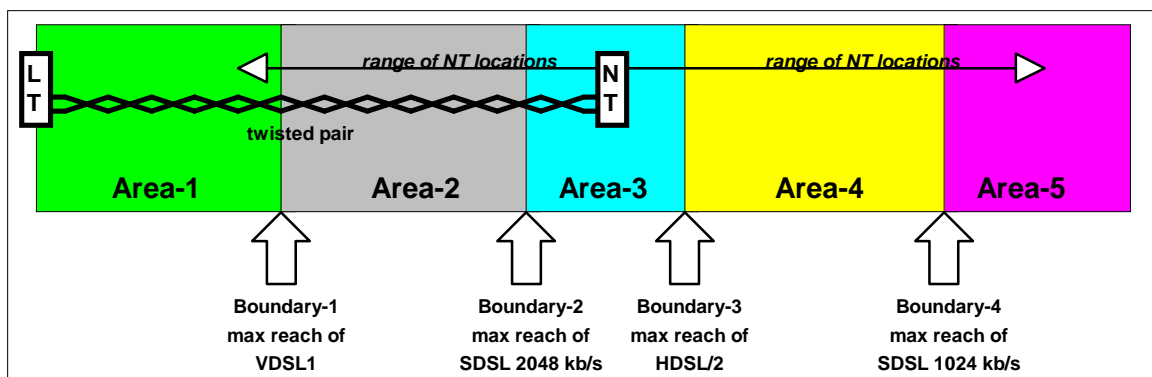 range of NT locations
range of NT locations
L
T
N
T
twisted pair
Area-1
Area-2
Area-3
Area-4
Area-5
Boundary-1
max reach of
VDSL1
Boundary-2
max reach of
SDSL 2048 kb/s
Boundary-3
max reach of
HDSL/2
Boundary-4
max reach of
SDSL 1024 kb/s